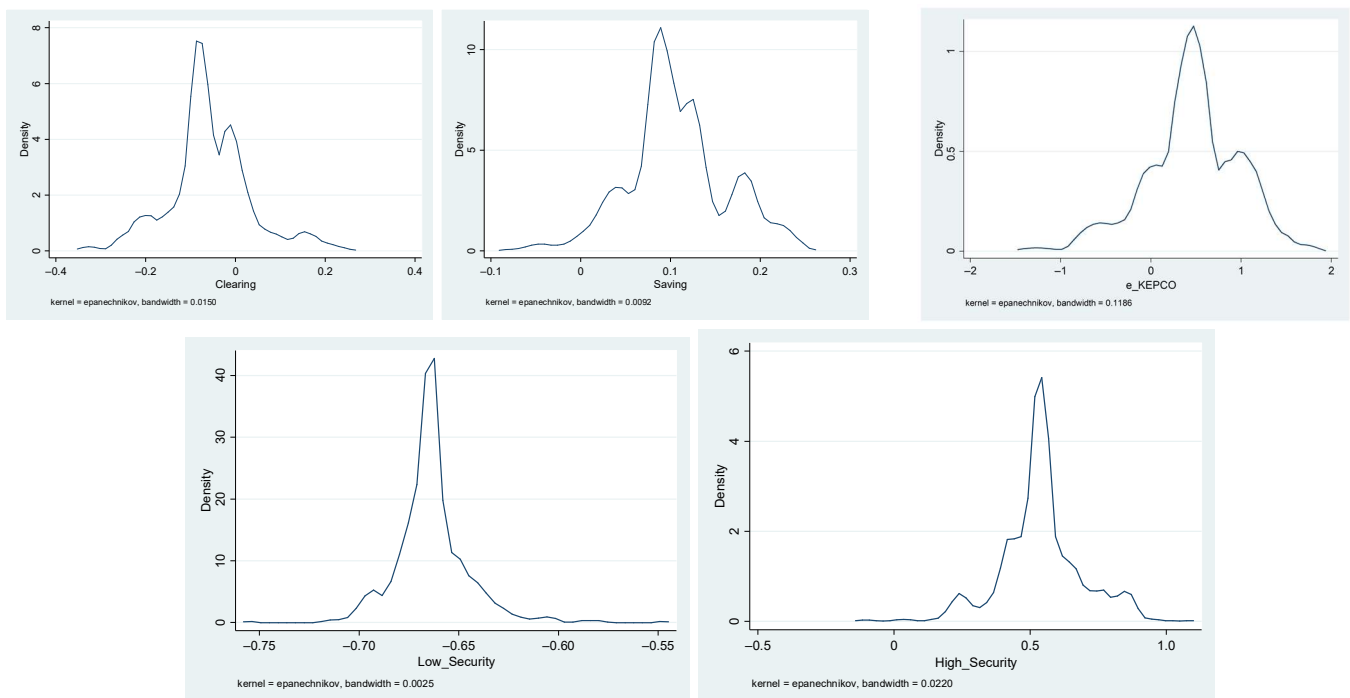 Density
8
6
4
2
0
−0.4
−0.2
0
0.2
0.4
Clearing
kernel = epanechnikov, bandwidth = 0.0150
Density
10
5
0
−0.1
0
0.1
0.2
0.3
Saving
kernel = epanechnikov, bandwidth = 0.0092
Density
1
0.5
0
−2
−1
0
1
2
e_KEPCO
kernel = epanechnikov, bandwidth = 0.1186
Density
40
30
20
10
0
−0.75
−0.70
−0.65
−0.60
−0.55
Low_Security
kernel = epanechnikov, bandwidth = 0.0025
Density
6
4
2
0
−0.5
0
0.5
1.0
High_Security
kernel = epanechnikov, bandwidth = 0.0220